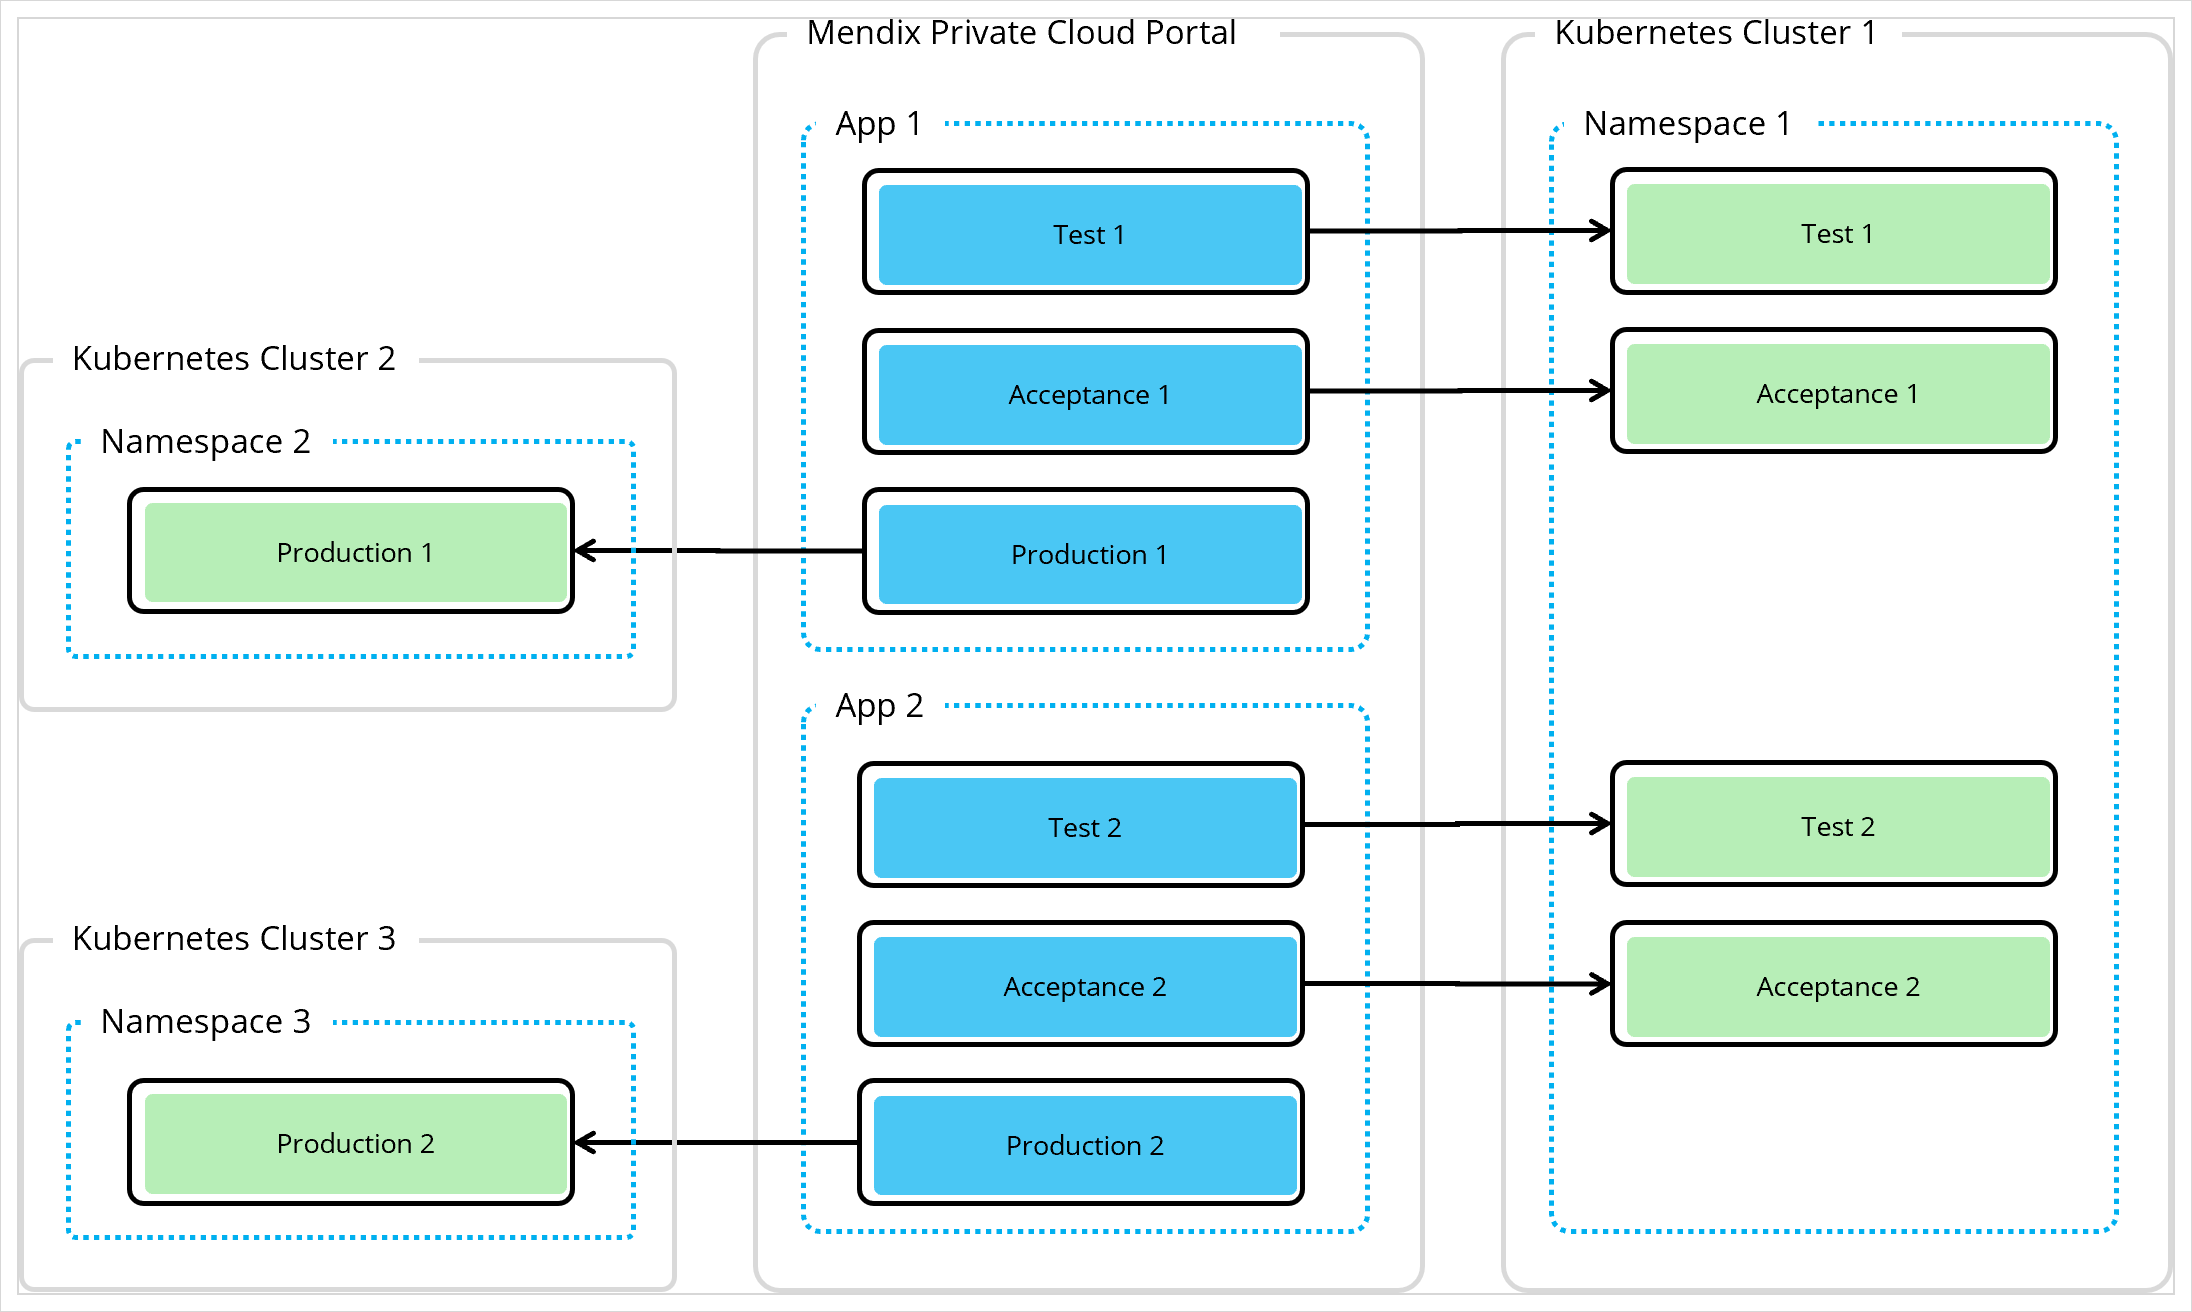 Mendix Private Cloud Portal
App 1
Test 1
Acceptance 1
Production 1
App 2
Test 2
Acceptance 2
Production 2
Kubernetes Cluster 1
Namespace 1
Test 1
Acceptance 1
Test 2
Acceptance 2
Kubernetes Cluster 2
Namespace 2
Production 1
Kubernetes Cluster 3
Namespace 3
Production 2